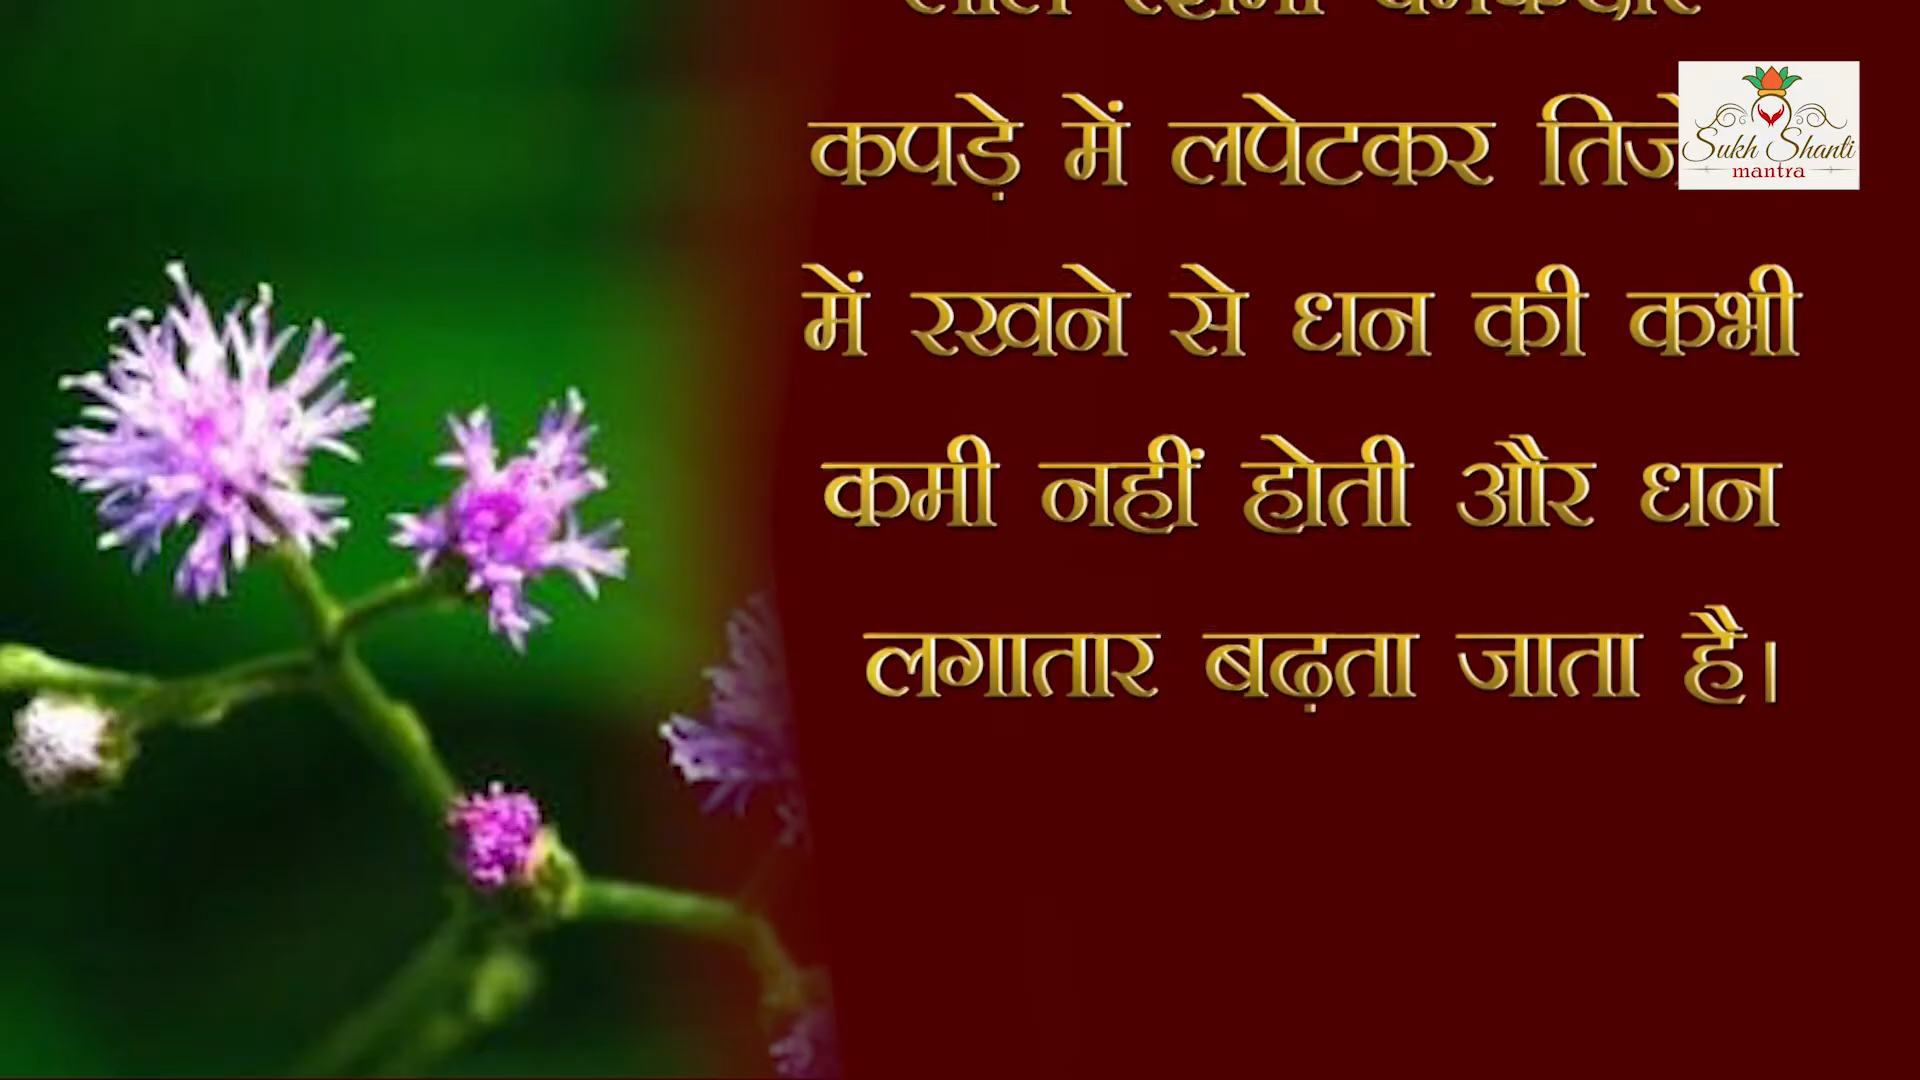 कपड़े में लपेटकर
में रखने से धन की कभी
कमी नहीं होती और धन
लगातार बढ़ता जाता है।
Sukh Shanti
mantra